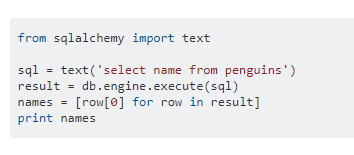 from sqlalchemy import text
sql = text('select name from penguins')
result = db.engine.execute(sql)
names = [row[0] for row in result]
print names